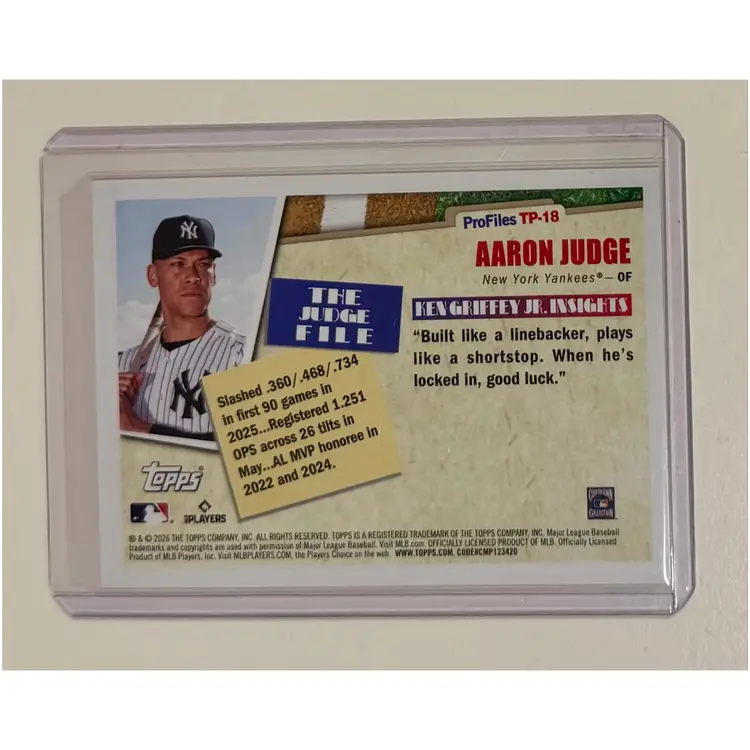 ProFiles TP-18
AARON JUDGE
New York Yankees® — OF
THE
JUDGE
FILE
KEN GRIFFEY JR. INSIGHTS
"Built like a linebacker, plays
like a shortstop. When he's
locked in, good luck."
Slashed .360/.468/.734
in first 90 games in
2025...Registered 1.251
OPS across 26 tilts in
May...AL MVP honoree in
2022 and 2024.
NY
NY
topps
PLAYERS
COOPERSTOWN
COLLECTION
® & © 2026 THE TOPPS COMPANY, INC. ALL RIGHTS RESERVED. TOPPS IS A REGISTERED TRADEMARK OF THE TOPPS COMPANY, INC. Major League Baseball
trademarks and copyrights are used with permission of Major League Baseball. Visit MLB.com. OFFICIALLY LICENSED PRODUCT OF MLB. Officially Licensed
Product of MLB Players, Inc. Visit MLBPLAYERS.COM, the Players Choice on the web. WWW.TOPPS.COM. CODE#CMP123420